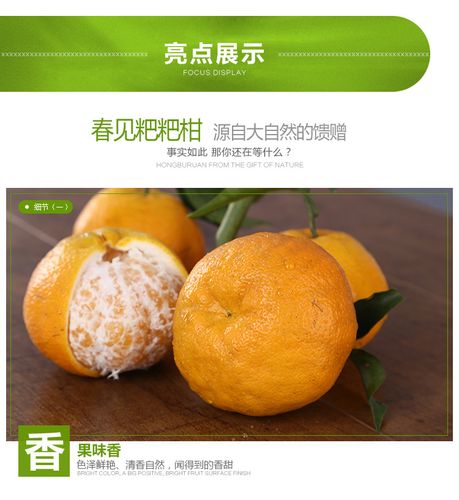 亮点展示
FOCUS DISPLAY
春见粑粑柑 源自大自然的馈赠
事实如此 那你还在等什么？
HONGBURUAN FROM THE GIFT OF NATURE
细节（一）
香
果味香
色泽鲜艳、清香自然，闻得到的香甜
BRIGHT COLOR, A BIG POSITIVE, BRIGHT FRUIT SURFACE FINISH